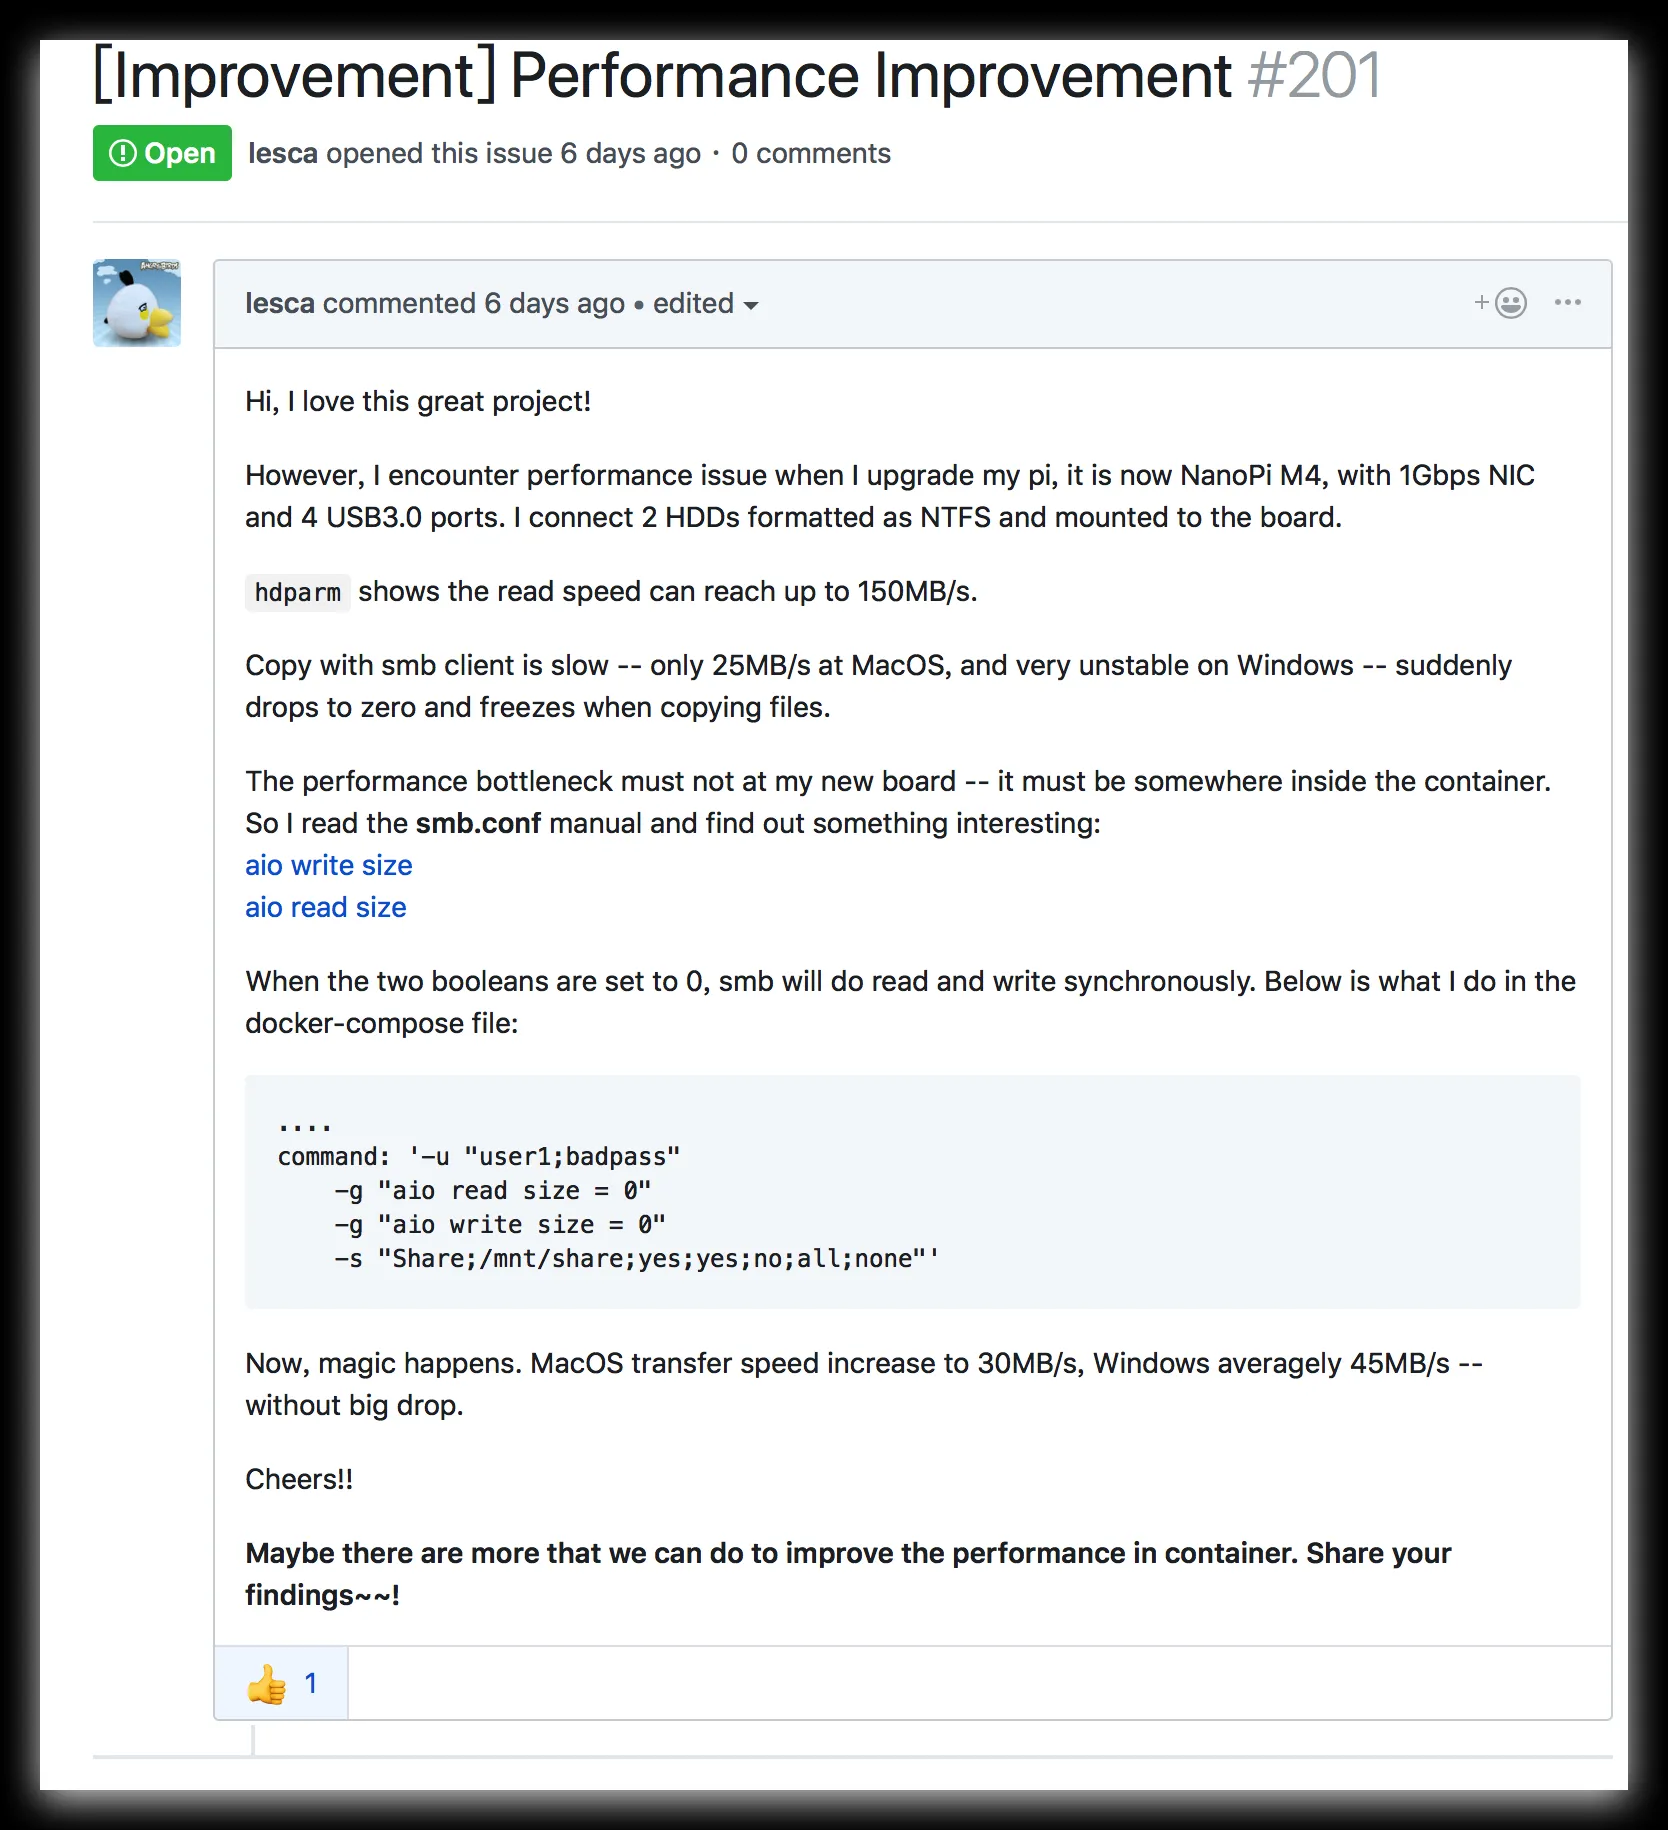 [Improvement] Performance Improvement #201
Open lesca opened this issue 6 days ago · 0 comments
ANGRYBIRDS
lesca commented 6 days ago • edited
Hi, I love this great project!
However, I encounter performance issue when I upgrade my pi, it is now NanoPi M4, with 1Gbps NIC
and 4 USB3.0 ports. I connect 2 HDDs formatted as NTFS and mounted to the board.
hdparm shows the read speed can reach up to 150MB/s.
Copy with smb client is slow -- only 25MB/s at MacOS, and very unstable on Windows -- suddenly
drops to zero and freezes when copying files.
The performance bottleneck must not at my new board -- it must be somewhere inside the container.
So I read the smb.conf manual and find out something interesting:
aio write size
aio read size
When the two booleans are set to 0, smb will do read and write synchronously. Below is what I do in the
docker-compose file:
....
command: '-u "user1;badpass"
-g "aio read size = 0"
-g "aio write size = 0"
-s "Share;/mnt/share;yes;yes;no;all;none"'
Now, magic happens. MacOS transfer speed increase to 30MB/s, Windows averagely 45MB/s --
without big drop.
Cheers!!
Maybe there are more that we can do to improve the performance in container. Share your
findings~~!
👍 1